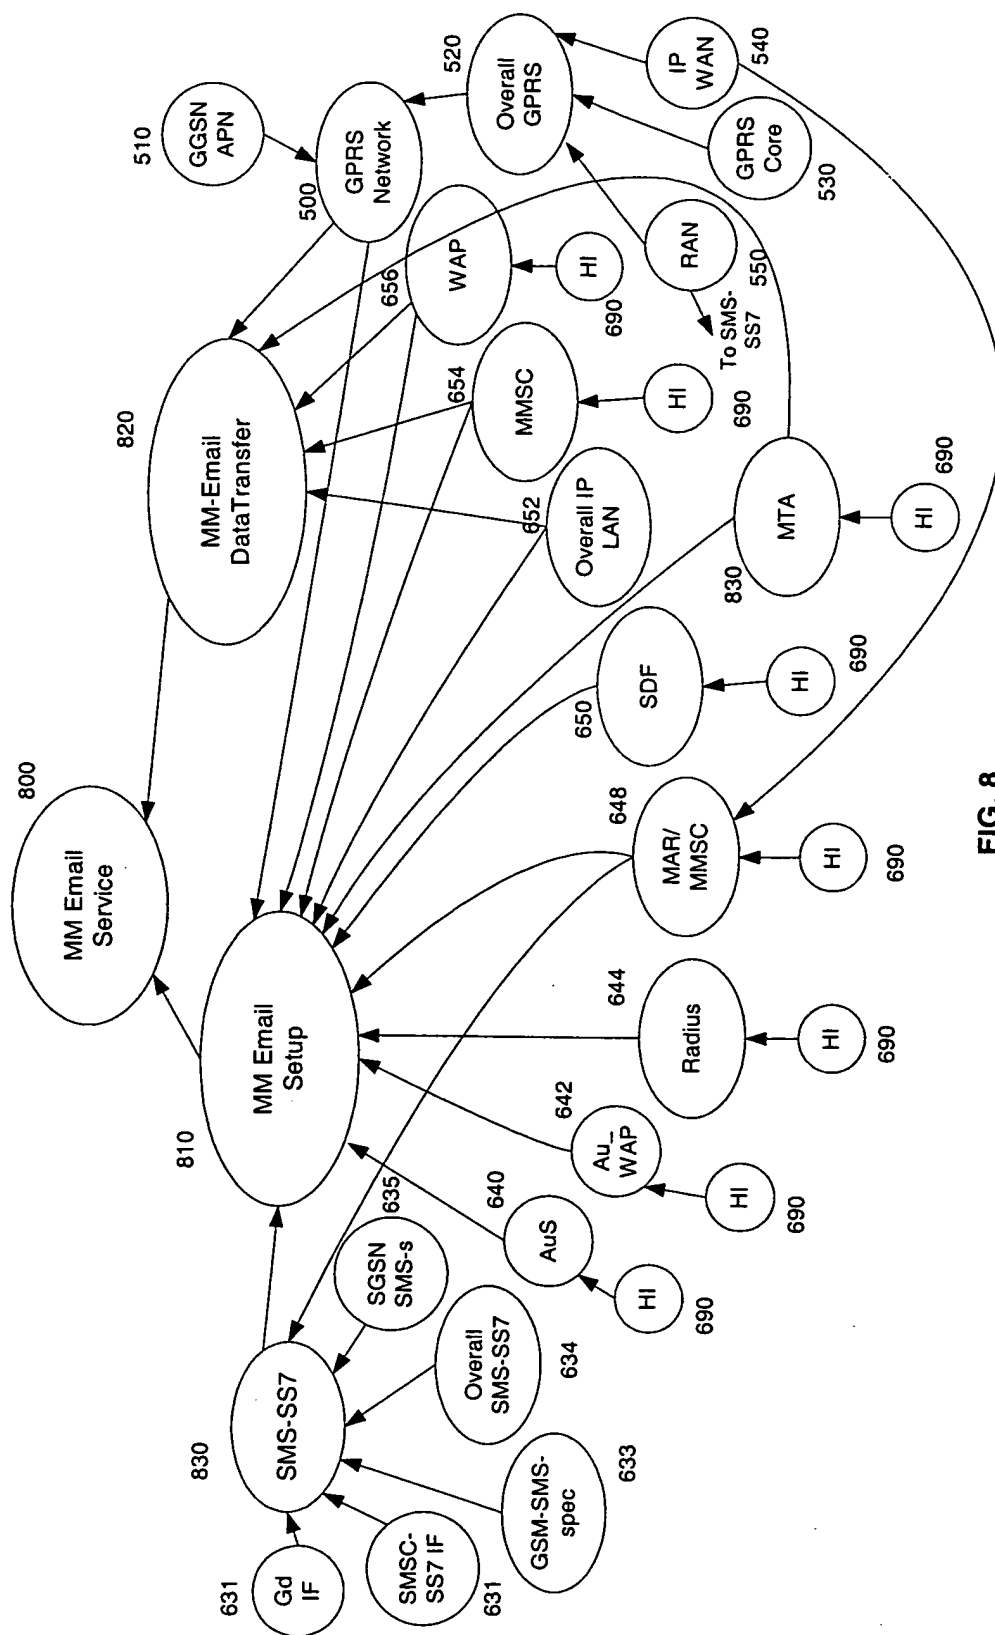 800
MM Email
Service
820
MM-Email
DataTransfer
510
GGSN
APN
500
GPRS
Network
520
Overall
GPRS
IP
WAN
540
GPRS
Core
530
RAN
550
To SMS-
SS7
656
WAP
HI
690
654
MMSC
HI
690
652
Overall IP
LAN
MTA
830
HI
690
650
SDF
HI
690
648
MAR/
MMSC
HI
690
644
Radius
HI
690
642
Au_
WAP
HI
690
640
AuS
HI
690
810
MM Email
Setup
635
SGSN
SMS-s
830
SMS-SS7
Overall
SMS-SS7
634
GSM-SMS-
spec
633
SMSC-
SS7 IF
631
Gd
IF
631
FIG. 8